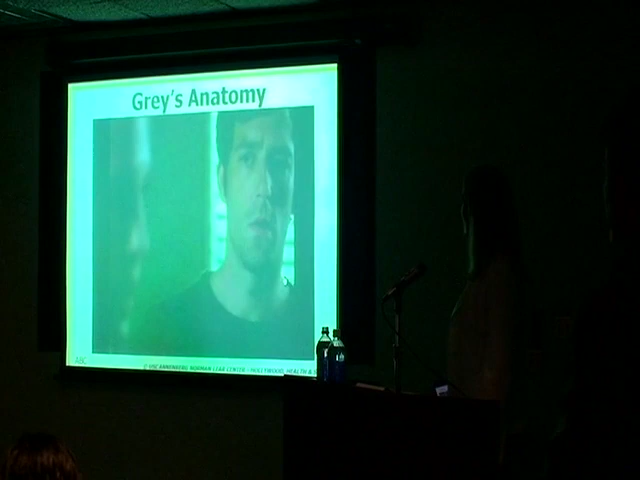 Grey's Anatomy
ABC
© USC ANNENBERG NORMAN LEAR CENTER · HOLLYWOOD, HEALTH &